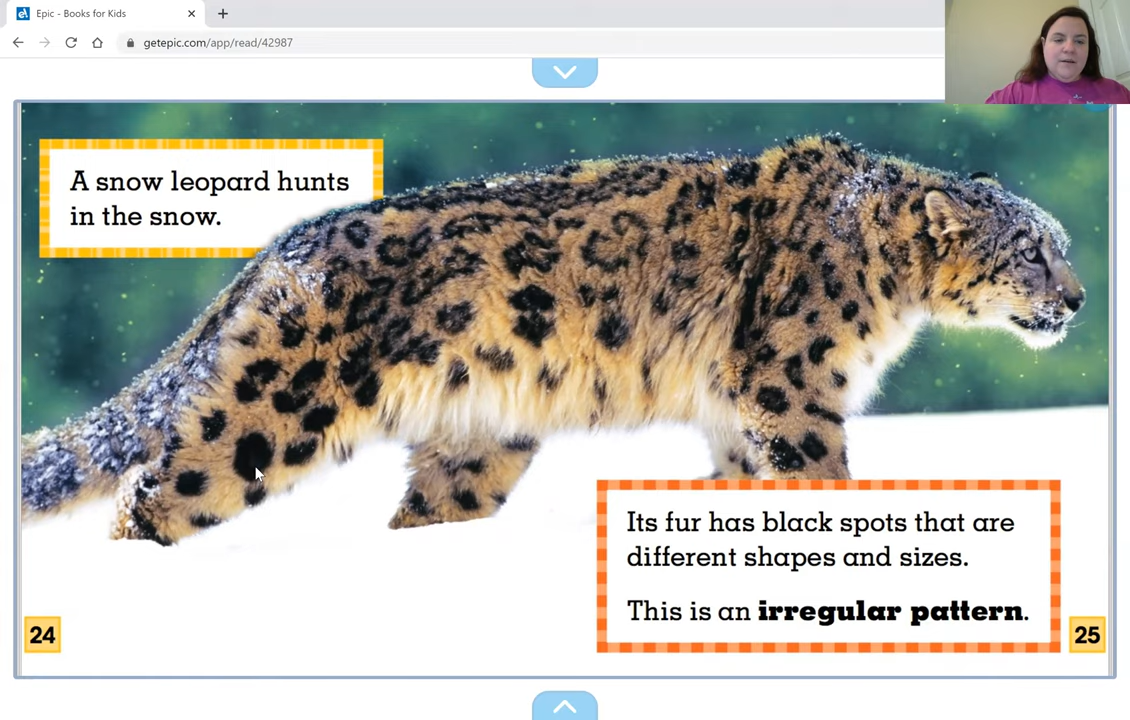 Epic - Books for Kids
getepic.com/app/read/42987
A snow leopard hunts
in the snow.
Its fur has black spots that are
different shapes and sizes.
This is an irregular pattern.
24
25